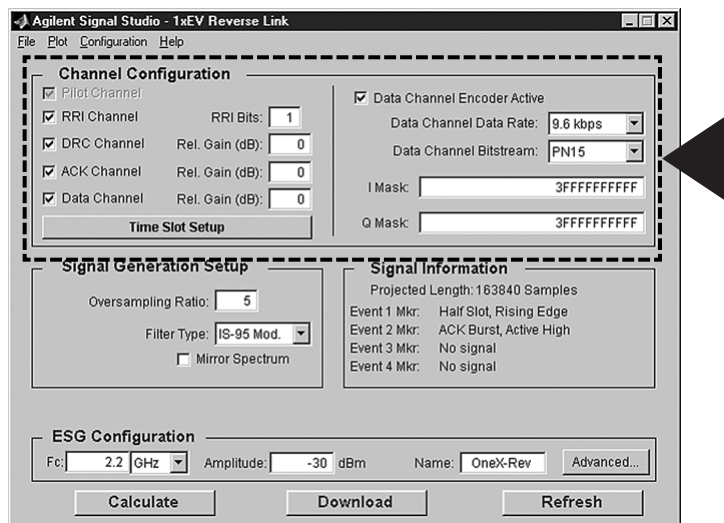 Agilent Signal Studio - 1xEV Reverse Link
File Plot Configuration Help
Channel Configuration
Pilot Channel
RRI Channel RRI Bits: 1
DRC Channel Rel. Gain (dB): 0
ACK Channel Rel. Gain (dB): 0
Data Channel Rel. Gain (dB): 0
Time Slot Setup
Data Channel Encoder Active
Data Channel Data Rate: 9.6 kbps
Data Channel Bitstream: PN15
I Mask: 3FFFFFFFFFF
Q Mask: 3FFFFFFFFFF
Signal Generation Setup
Oversampling Ratio: 5
Filter Type: IS-95 Mod.
Mirror Spectrum
Signal Information
Projected Length: 163840 Samples
Event 1 Mkr: Half Slot, Rising Edge
Event 2 Mkr: ACK Burst, Active High
Event 3 Mkr: No signal
Event 4 Mkr: No signal
ESG Configuration
Fc: 2.2 GHz Amplitude: -30 dBm Name: OneX-Rev Advanced...
Calculate Download Refresh